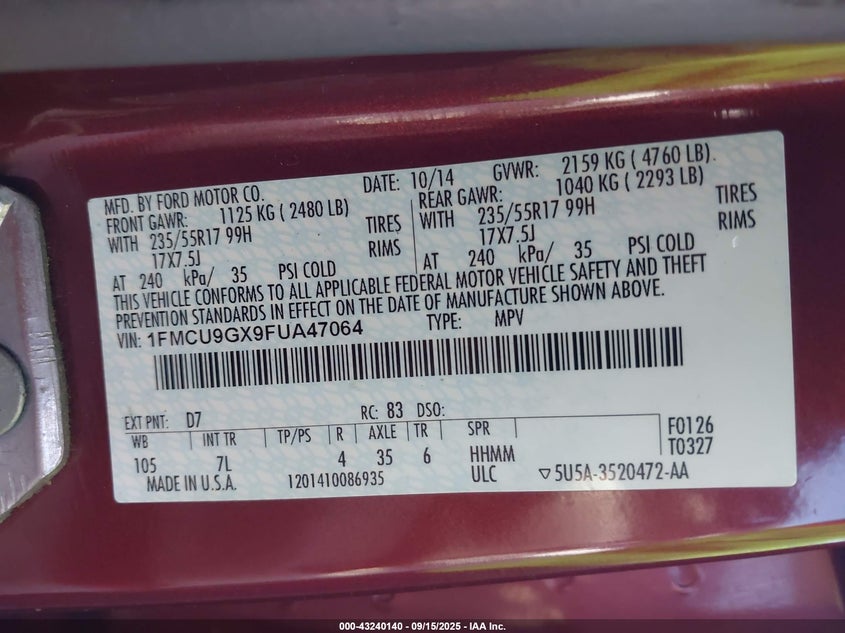 MFD. BY FORD MOTOR CO. DATE: 10/14 GVWR: 2159 KG ( 4760 LB).
FRONT GAWR: 1125 KG ( 2480 LB) REAR GAWR: 1040 KG ( 2293 LB)
WITH 235/55R17 99H TIRES WITH 235/55R17 99H TIRES
17X7.5J RIMS 17X7.5J RIMS
AT 240 kPa/ 35 PSI COLD AT 240 kPa/ 35 PSI COLD
THIS VEHICLE CONFORMS TO ALL APPLICABLE FEDERAL MOTOR VEHICLE SAFETY AND THEFT
PREVENTION STANDARDS IN EFFECT ON THE DATE OF MANUFACTURE SHOWN ABOVE.
VIN: 1FMCU9GX9FUA47064 TYPE: MPV
EXT PNT: D7 RC: 83 DSO:
WB INT TR TP/PS R AXLE TR SPR F0126
105 7L 4 35 6 HHMM T0327
MADE IN U.S.A. 1201410086935 ULC ▽5U5A-3520472-AA
000-43240140 - 09/15/2025 - IAA Inc.